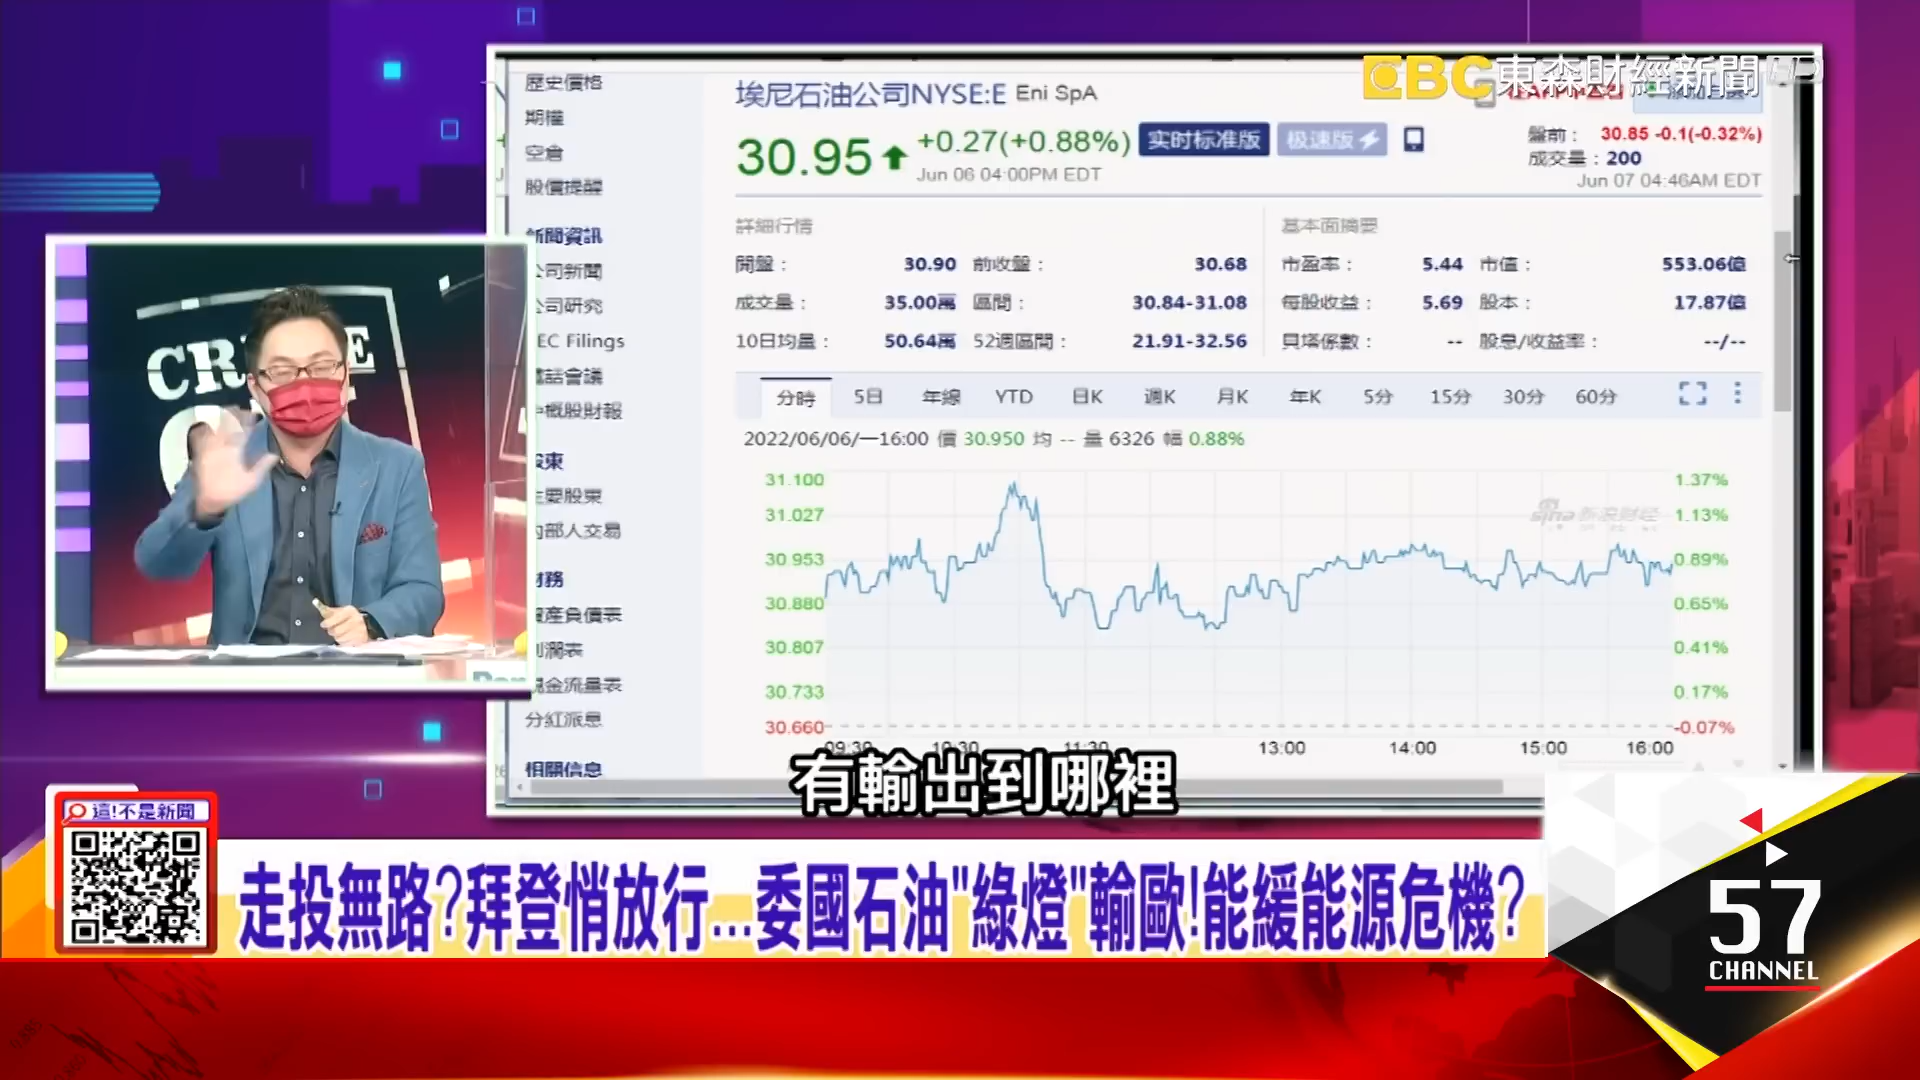 EBC 東森財經新聞 HD
歷史價格
期權
空倉
股價提醒
新聞資訊
公司新聞
公司研究
EC Filings
電話會議
中概股財報
股東
主要股東
內部人交易
財務
資產負債表
利潤表
現金流量表
分紅派息
相關信息
埃尼石油公司NYSE:E Eni SpA
30.95 +0.27(+0.88%) 实时标准版 极速版
Jun 06 04:00PM EDT
盤前： 30.85 -0.1(-0.32%)
成交量：200
Jun 07 04:46AM EDT
詳細行情
開盤： 30.90 前收盤： 30.68
成交量： 35.00萬 區間： 30.84-31.08
10日均量： 50.64萬 52週區間： 21.91-32.56
基本面摘要
市盈率： 5.44 市值： 553.06億
每股收益： 5.69 股本： 17.87億
貝塔係數： -- 股息/收益率： --/--
分時 5日 年線 YTD 日K 週K 月K 年K 5分 15分 30分 60分
2022/06/06/一16:00 價 30.950 均 -- 量 6326 幅 0.88%
31.100 1.37%
31.027 1.13%
30.953 0.89%
30.880 0.65%
30.807 0.41%
30.733 0.17%
30.660 -0.07%
09:30 10:30 11:30 13:00 14:00 15:00 16:00
sina 新浪财经
有輸出到哪裡
這!不是新聞
走投無路?拜登悄放行...委國石油"綠燈"輸歐!能緩能源危機?
57
CHANNEL